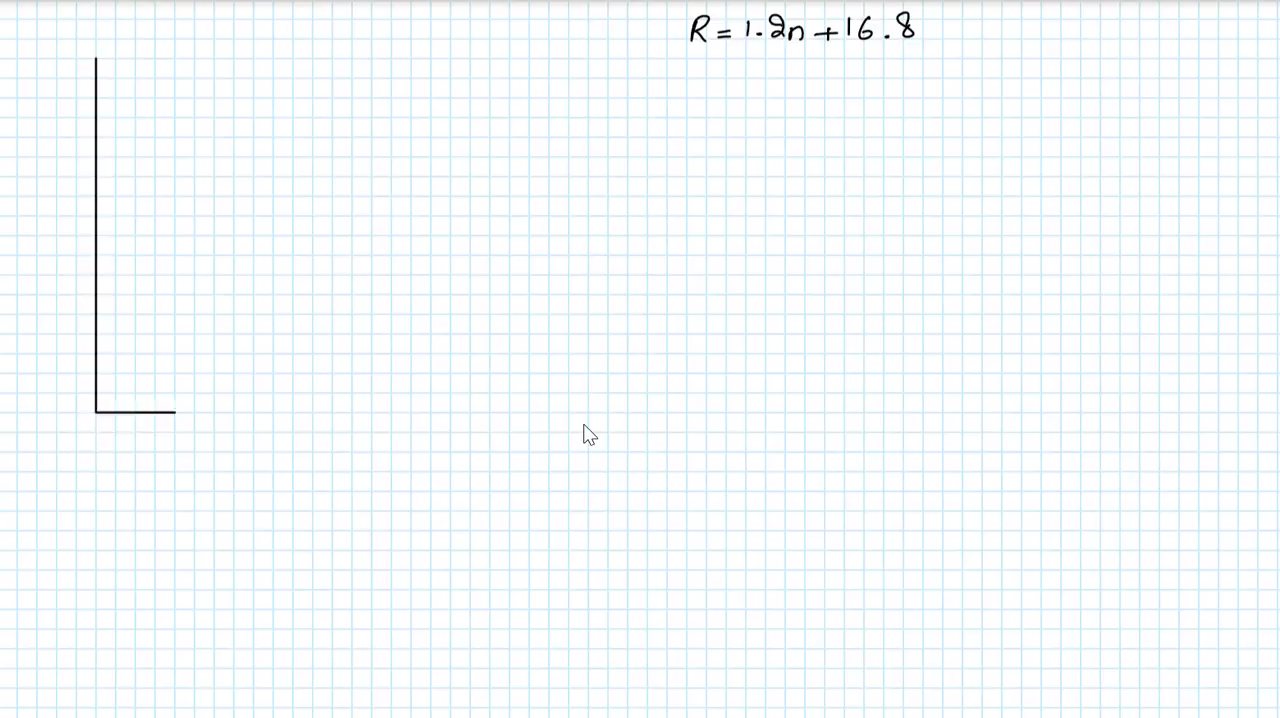 R = 1.2n + 16.8